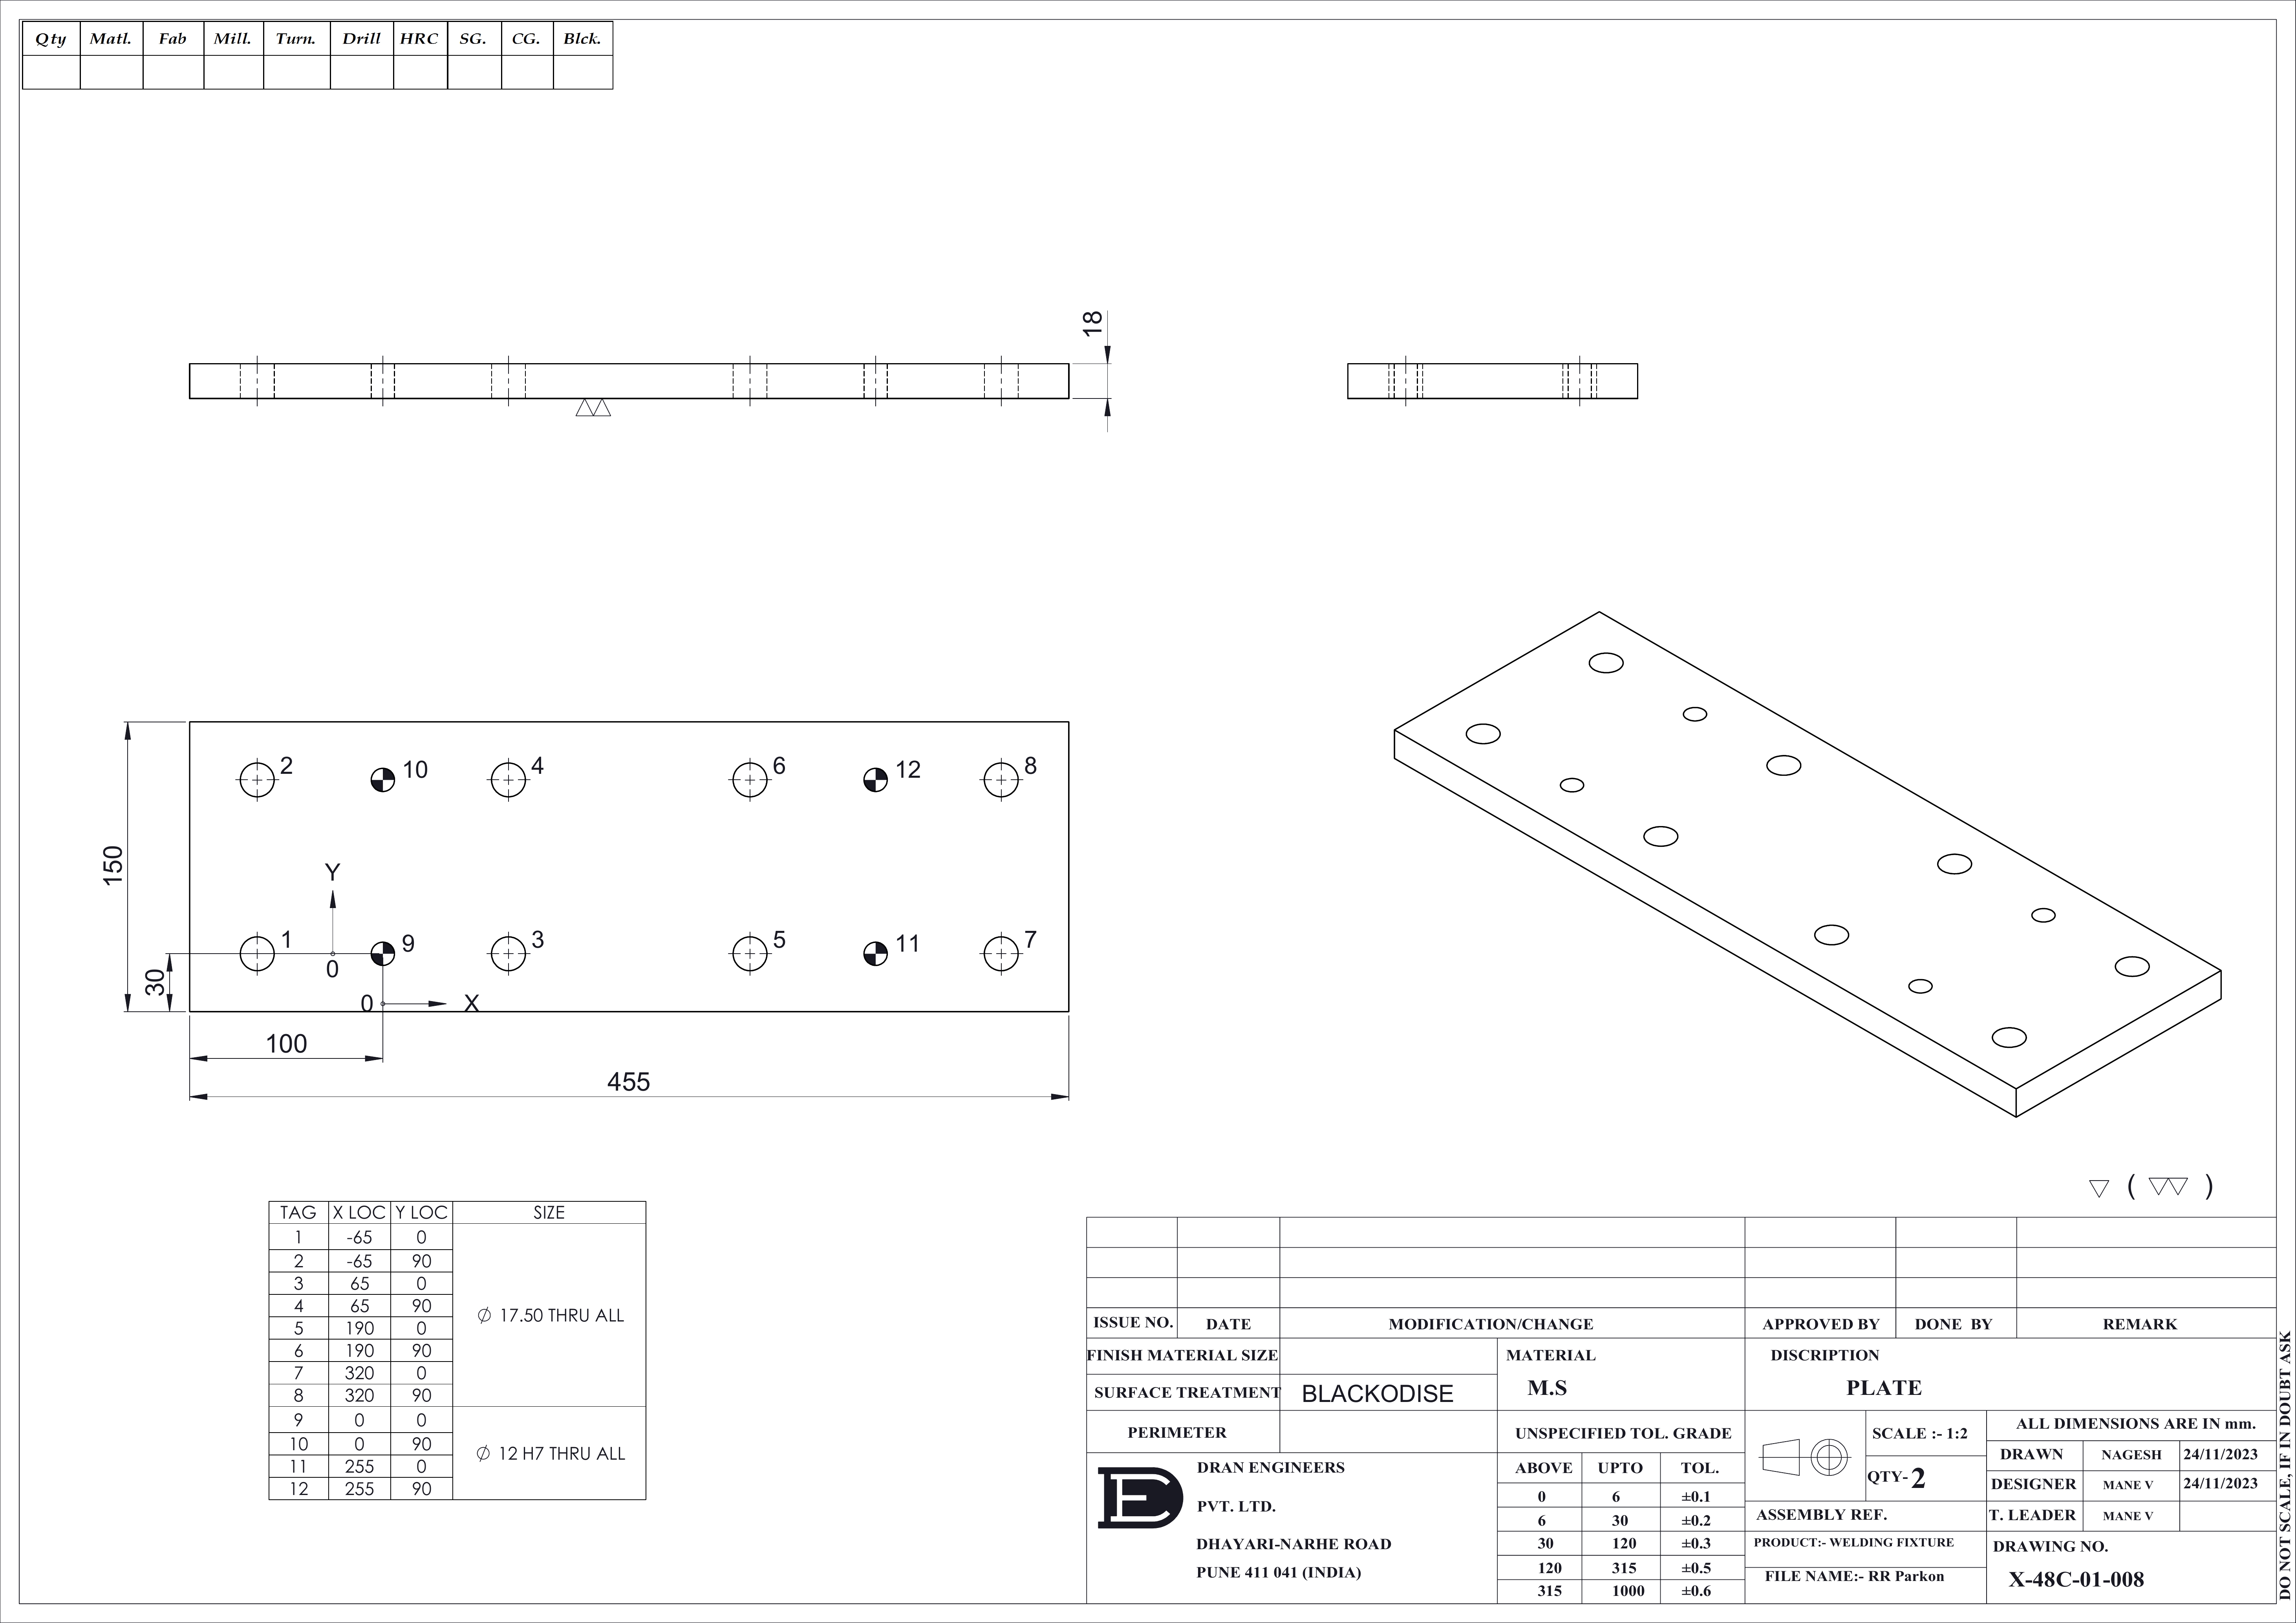 Qty Matl. Fab Mill. Turn. Drill HRC SG. CG. Blck.
18
2 10 4 6 12 8
150
Y
1 9 3 5 11 7
30
0
0 X
100
455
TAG X LOC Y LOC SIZE
1 -65 0
2 -65 90
3 65 0
4 65 90
5 190 0
6 190 90
7 320 0
8 320 90
∅ 17.50 THRU ALL
9 0 0
10 0 90
11 255 0
12 255 90
∅ 12 H7 THRU ALL
( )
ISSUE NO. DATE MODIFICATION/CHANGE APPROVED BY DONE BY REMARK
FINISH MATERIAL SIZE
SURFACE TREATMENT BLACKODISE
PERIMETER
MATERIAL
M.S
DISCRIPTION
PLATE
DRAN ENGINEERS
PVT. LTD.
DHAYARI-NARHE ROAD
PUNE 411 041 (INDIA)
UNSPECIFIED TOL. GRADE
ABOVE UPTO TOL.
0 6 ±0.1
6 30 ±0.2
30 120 ±0.3
120 315 ±0.5
315 1000 ±0.6
SCALE :- 1:2
QTY- 2
ASSEMBLY REF.
PRODUCT:- WELDING FIXTURE
FILE NAME:- RR Parkon
ALL DIMENSIONS ARE IN mm.
DRAWN NAGESH 24/11/2023
DESIGNER MANE V 24/11/2023
T. LEADER MANE V
DRAWING NO.
X-48C-01-008
DO NOT SCALE, IF IN DOUBT ASK